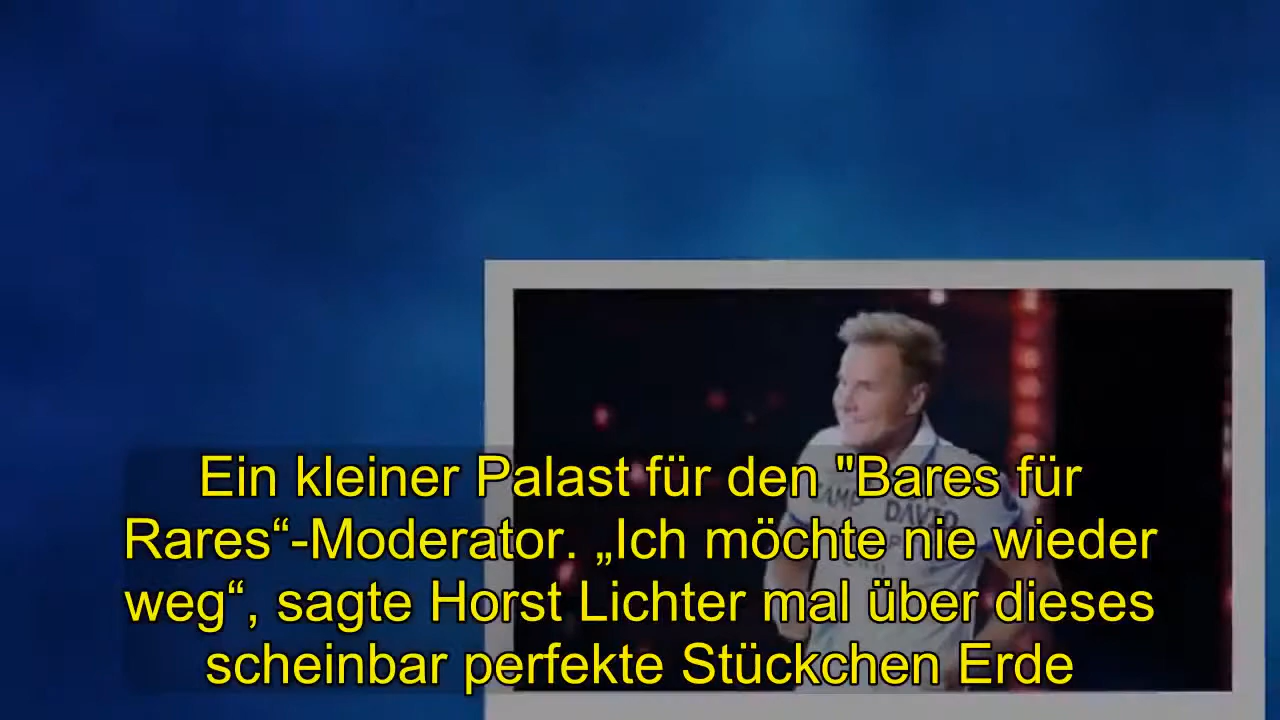 Ein kleiner Palast für den "Bares für
Rares“-Moderator. „Ich möchte nie wieder
weg“, sagte Horst Lichter mal über dieses
scheinbar perfekte Stückchen Erde
DAVID